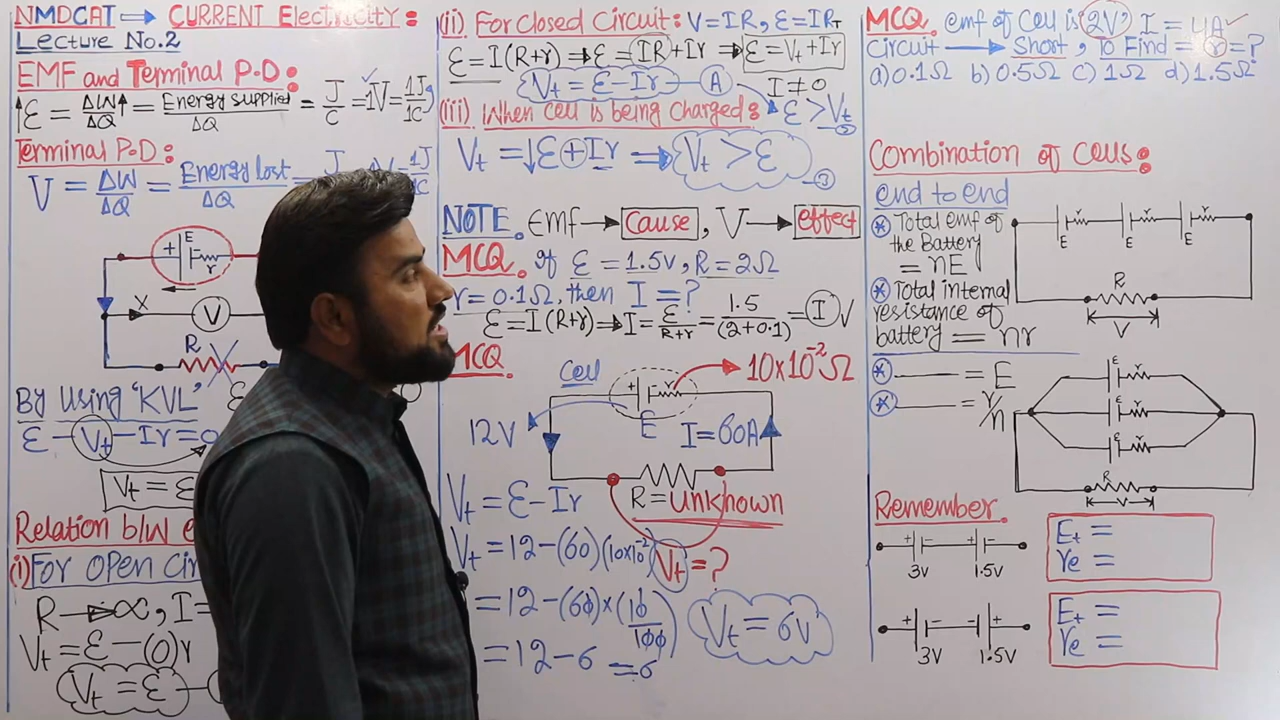 NMDCAT ⇒ CURRENT Electricity:
Lecture No.2
EMF and Terminal P.D:
↑ε = ΔW↑/ΔQ = Energy supplied/ΔQ = J/C = 1V = 1J/1C
Terminal P.D:
V = ΔW/ΔQ = Energy lost/ΔQ = J
1J/1C
+ E
r
X
V
R
By Using 'KVL'
ε - Vt - Ir = 0
Vt = ε
Relation b/w e
(i) For open Cir
R → ∞, I =
Vt = ε - (0)r
Vt = ε
(ii) For Closed Circuit: V = IR, ε = IRT
ε = I(R+r) ⇒ ε = IR + Ir ⇒ ε = Vt + Ir
Vt = ε - Ir - A I ≠ 0
(iii) When cell is being charged: ε > Vt
2
Vt = ↓ε + Ir ⇒ Vt > ε
3
NOTE. Emf → Cause, V → effect
MCQ. If ε = 1.5V, R = 2Ω
r = 0.1Ω, then I = ?
ε = I(R+r) ⇒ I = ε/R+r = 1.5/(2+0.1) = I V
MCQ.
Cell
10×10⁻² Ω
+ r
12V
E
I = 60A
R = Unknown
Vt = ε - Ir
Vt = 12 - (60)(10×10⁻²)
Vt = ?
= 12 - (60) × (10/100)
Vt = 6V
= 12 - 6 = 6
MCQ. emf of Cell is 2V, I = 4A ✓
Circuit → Short, To Find = r = ?
a) 0.1Ω b) 0.5Ω c) 1Ω d) 1.5Ω
Combination of Cells:
end to end
* Total emf of
the Battery
= nE
* Total internal
resistance of
battery = nr
r r r
E E E
R
V
* ——— = E
* ——— = r/n
E r
E r
E r
R
V
Remember.
+ - + -
3V 1.5V
Et =
re =
+ - - +
3V 1.5V
Et =
re =